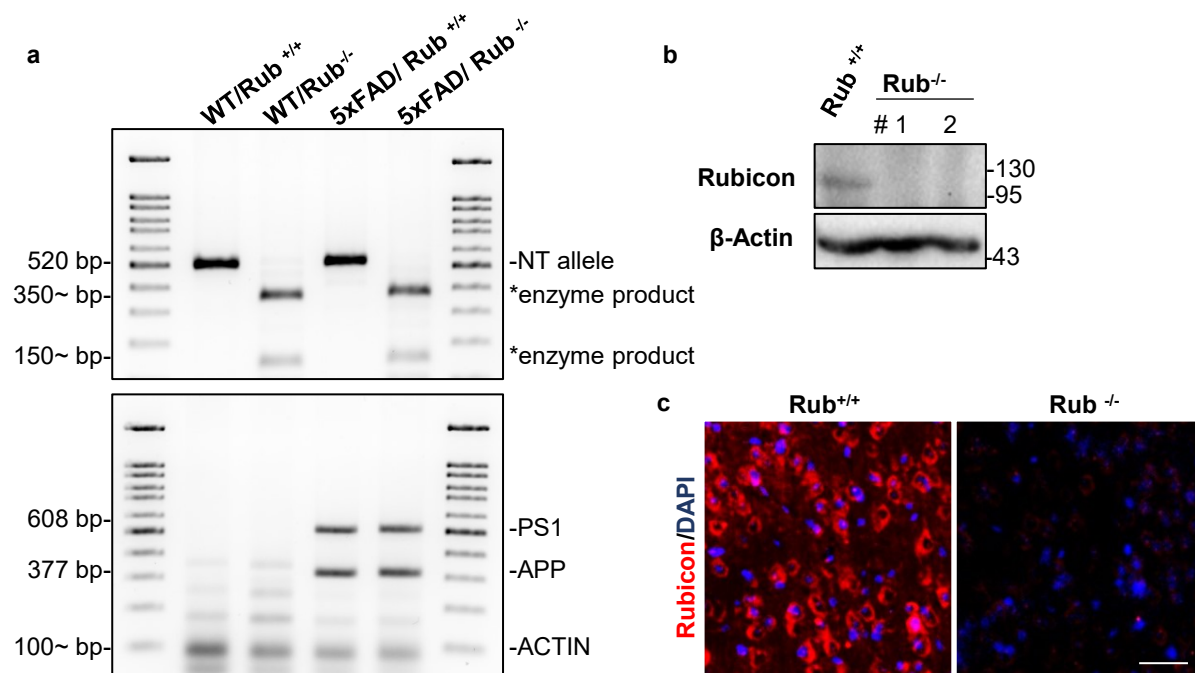 a
WT/Rub +/+
WT/Rub-/-
5xFAD/ Rub +/+
5xFAD/ Rub -/-
520 bp-
350~ bp-
150~ bp-
-NT allele
*enzyme product
*enzyme product
608 bp-
377 bp-
100~ bp-
-PS1
-APP
-ACTIN
b
Rub +/+
Rub-/-
# 1 2
Rubicon
-130
-95
β-Actin
-43
c
Rub+/+
Rub -/-
Rubicon/DAPI